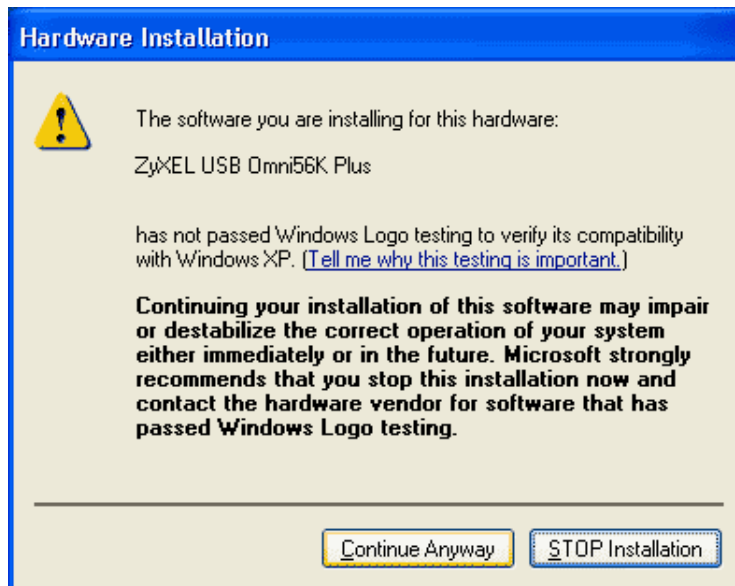 Hardware Installation
The software you are installing for this hardware:
ZyXEL USB Omni56K Plus
has not passed Windows Logo testing to verify its compatibility
with Windows XP. (Tell me why this testing is important.)
Continuing your installation of this software may impair
or destabilize the correct operation of your system
either immediately or in the future. Microsoft strongly
recommends that you stop this installation now and
contact the hardware vendor for software that has
passed Windows Logo testing.
Continue Anyway
STOP Installation